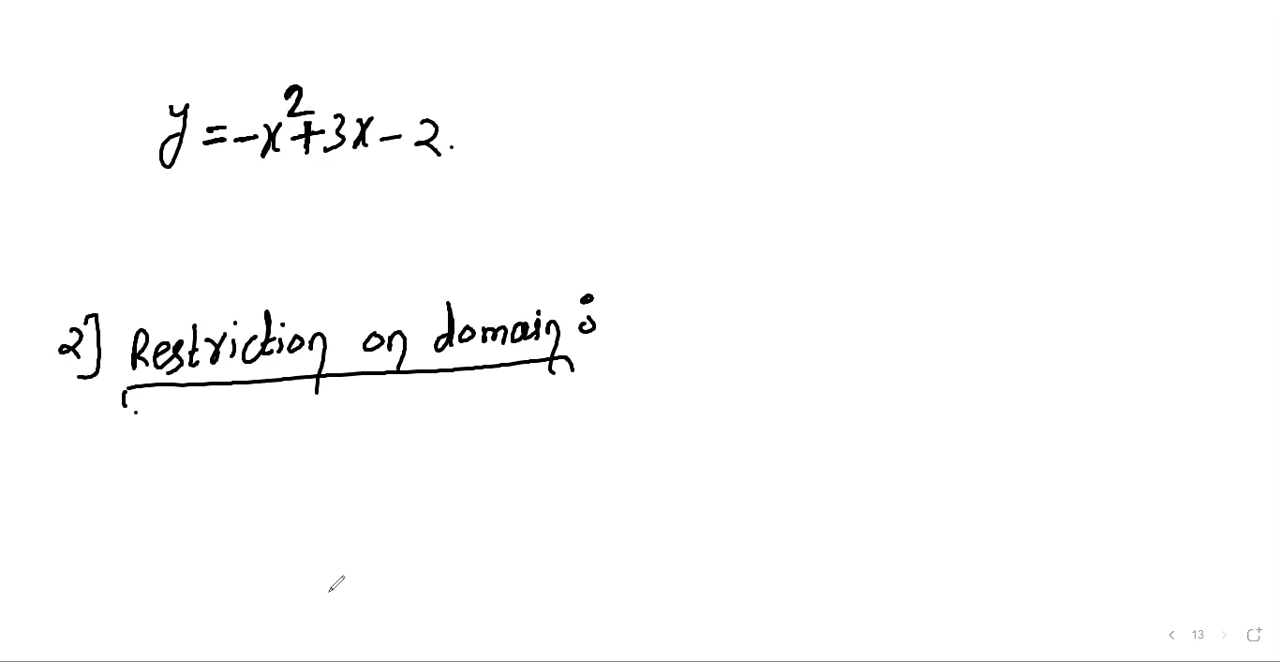 y = -x²+3x-2.
2] Restriction on domain :
13